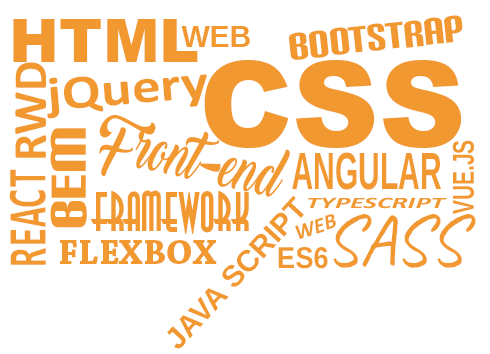 HTML
WEB
BOOTSTRAP
jQuery
CSS
REACT RWD
BEM
Front-end
ANGULAR
VUE.JS
FRAMEWORK
TYPESCRIPT
WEB
SASS
FLEXBOX
ES6
JAVA SCRIPT